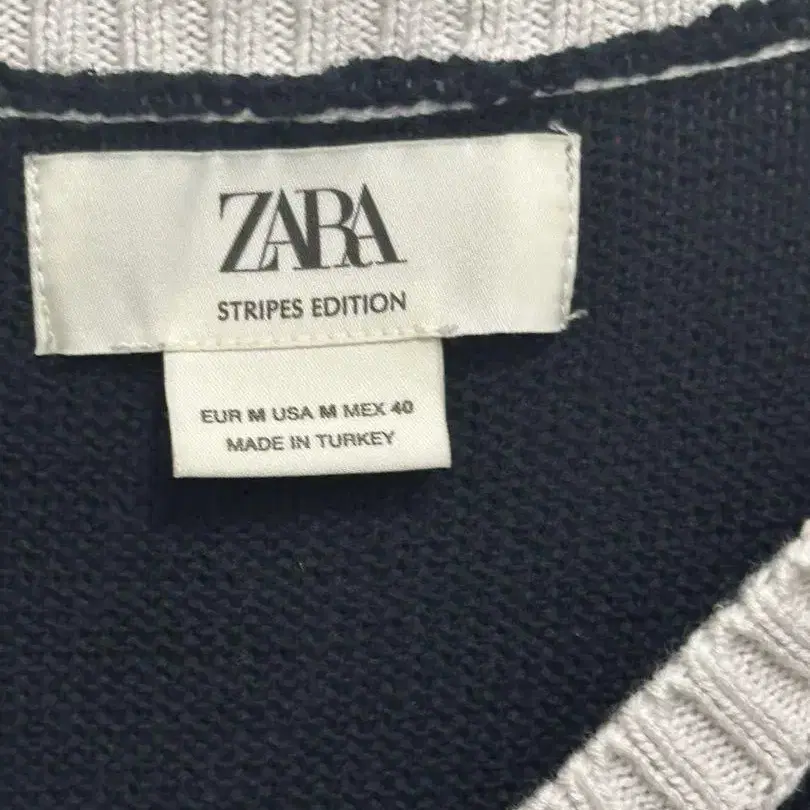 ZARA
STRIPES EDITION
EUR M USA M MEX 40
MADE IN TURKEY